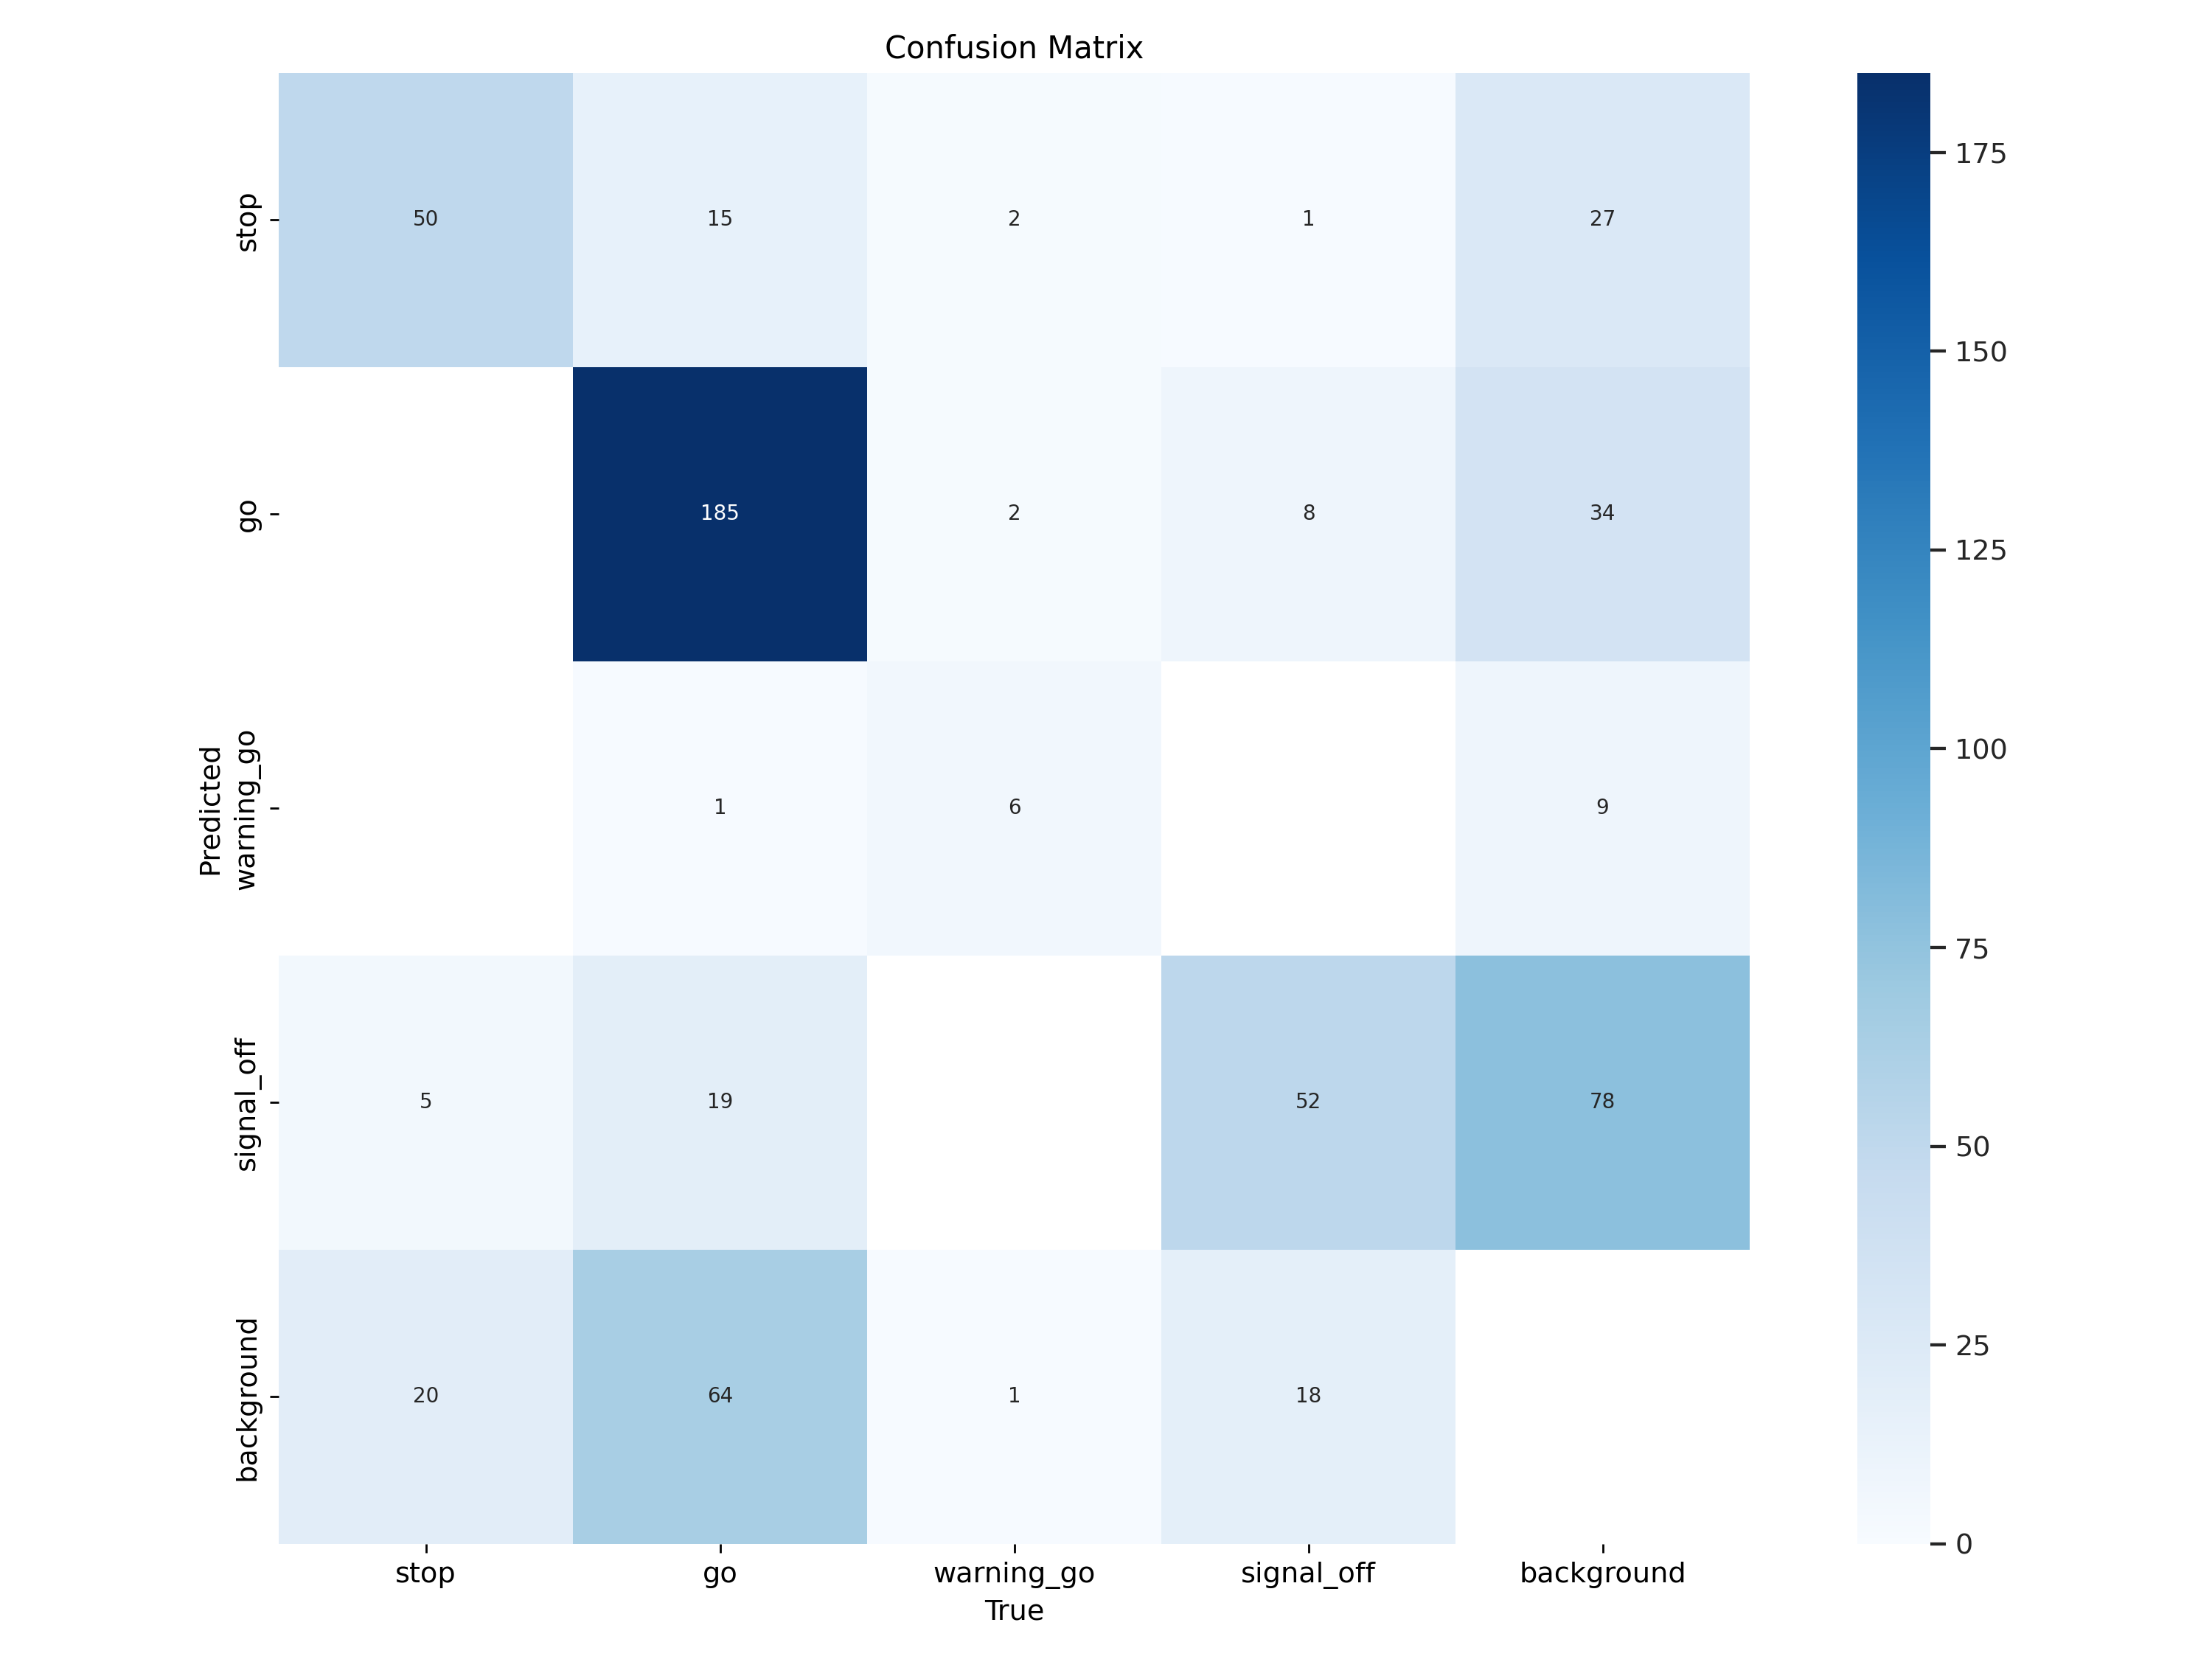 Confusion Matrix
stop 50 15 2 1 27
go 185 2 8 34
Predicted
warning_go 1 6 9
signal_off 5 19 52 78
background 20 64 1 18
stop go warning_go signal_off background
True
175
150
125
100
75
50
25
0